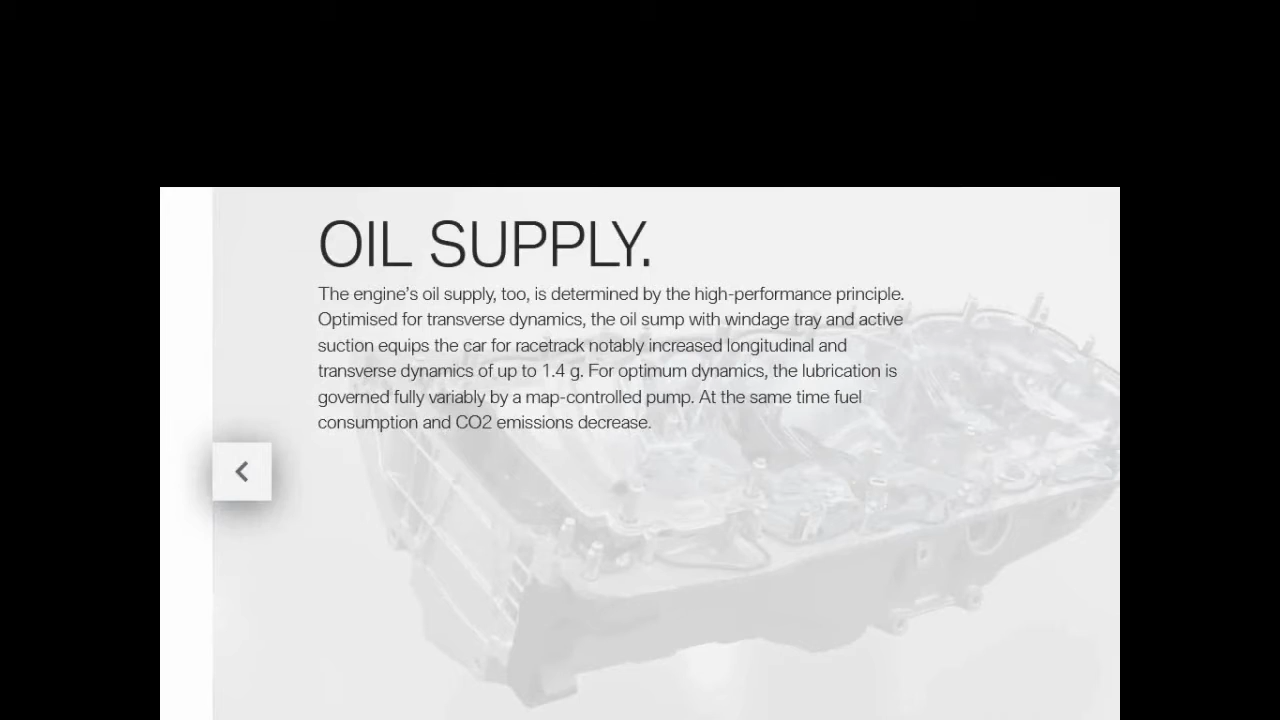 OIL SUPPLY.
The engine's oil supply, too, is determined by the high-performance principle.
Optimised for transverse dynamics, the oil sump with windage tray and active
suction equips the car for racetrack notably increased longitudinal and
transverse dynamics of up to 1.4 g. For optimum dynamics, the lubrication is
governed fully variably by a map-controlled pump. At the same time fuel
consumption and CO2 emissions decrease.